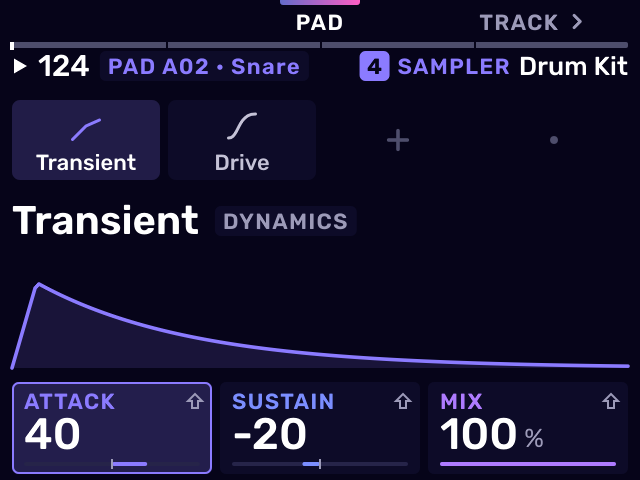 PAD
TRACK
124 PAD A02 • Snare 4 SAMPLER Drum Kit
Transient Drive
Transient DYNAMICS
ATTACK SUSTAIN MIX
40 -20 100 %